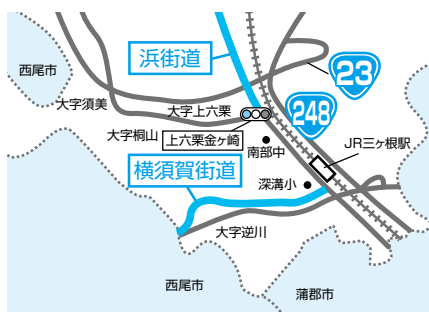 浜街道
23
西尾市
大字須美
大字上六栗
248
大字桐山
上六栗金ヶ崎
南部中
JR三ヶ根駅
横須賀街道
深溝小
大字逆川
西尾市
蒲郡市